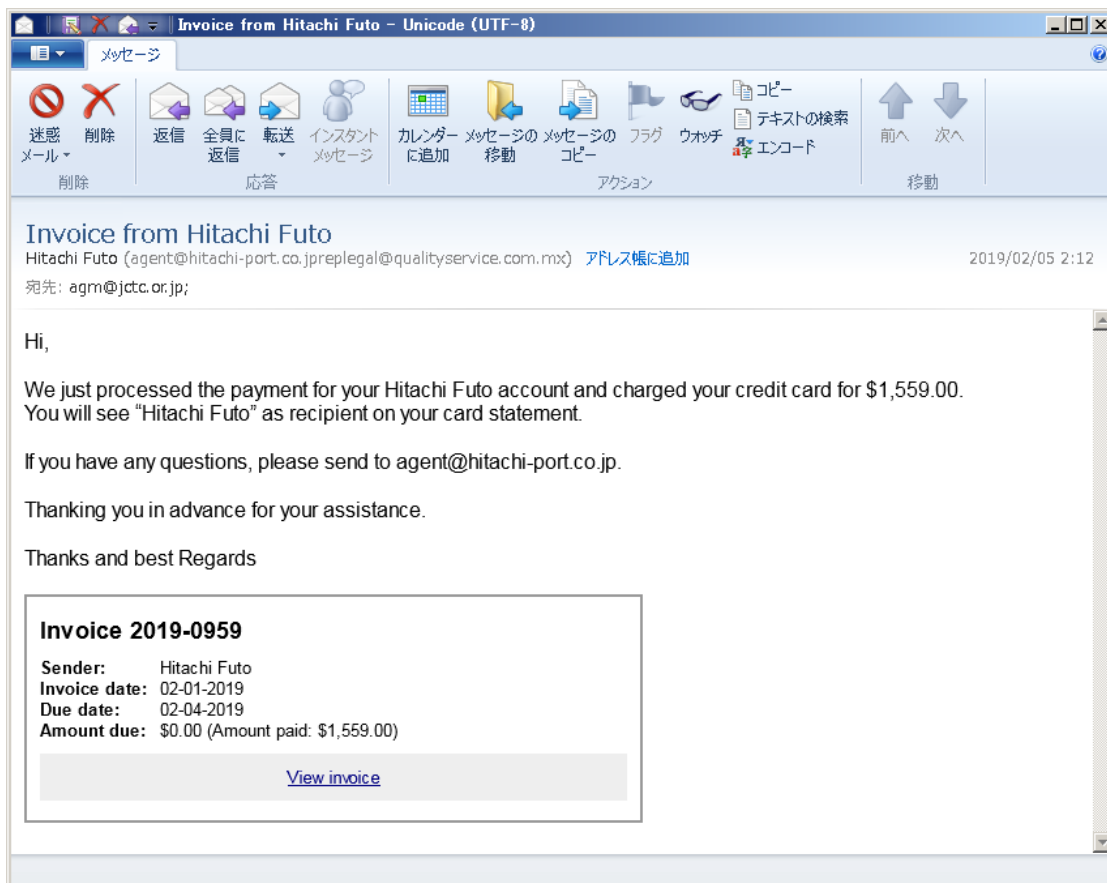 Invoice from Hitachi Futo - Unicode (UTF-8)
メッセージ
迷惑メール
削除
返信
全員に返信
転送
インスタント メッセージ
カレンダーに追加
メッセージの移動
メッセージのコピー
フラグ
ウォッチ
コピー
テキストの検索
エンコード
前へ
次へ
削除
応答
アクション
移動
Invoice from Hitachi Futo
Hitachi Futo (agent@hitachi-port.co.jpreplegal@qualityservice.com.mx) アドレス帳に追加 2019/02/05 2:12
宛先: agm@jctc.or.jp;
Hi,
We just processed the payment for your Hitachi Futo account and charged your credit card for $1,559.00.
You will see “Hitachi Futo” as recipient on your card statement.
If you have any questions, please send to agent@hitachi-port.co.jp.
Thanking you in advance for your assistance.
Thanks and best Regards
Invoice 2019-0959
Sender: Hitachi Futo
Invoice date: 02-01-2019
Due date: 02-04-2019
Amount due: $0.00 (Amount paid: $1,559.00)
View invoice